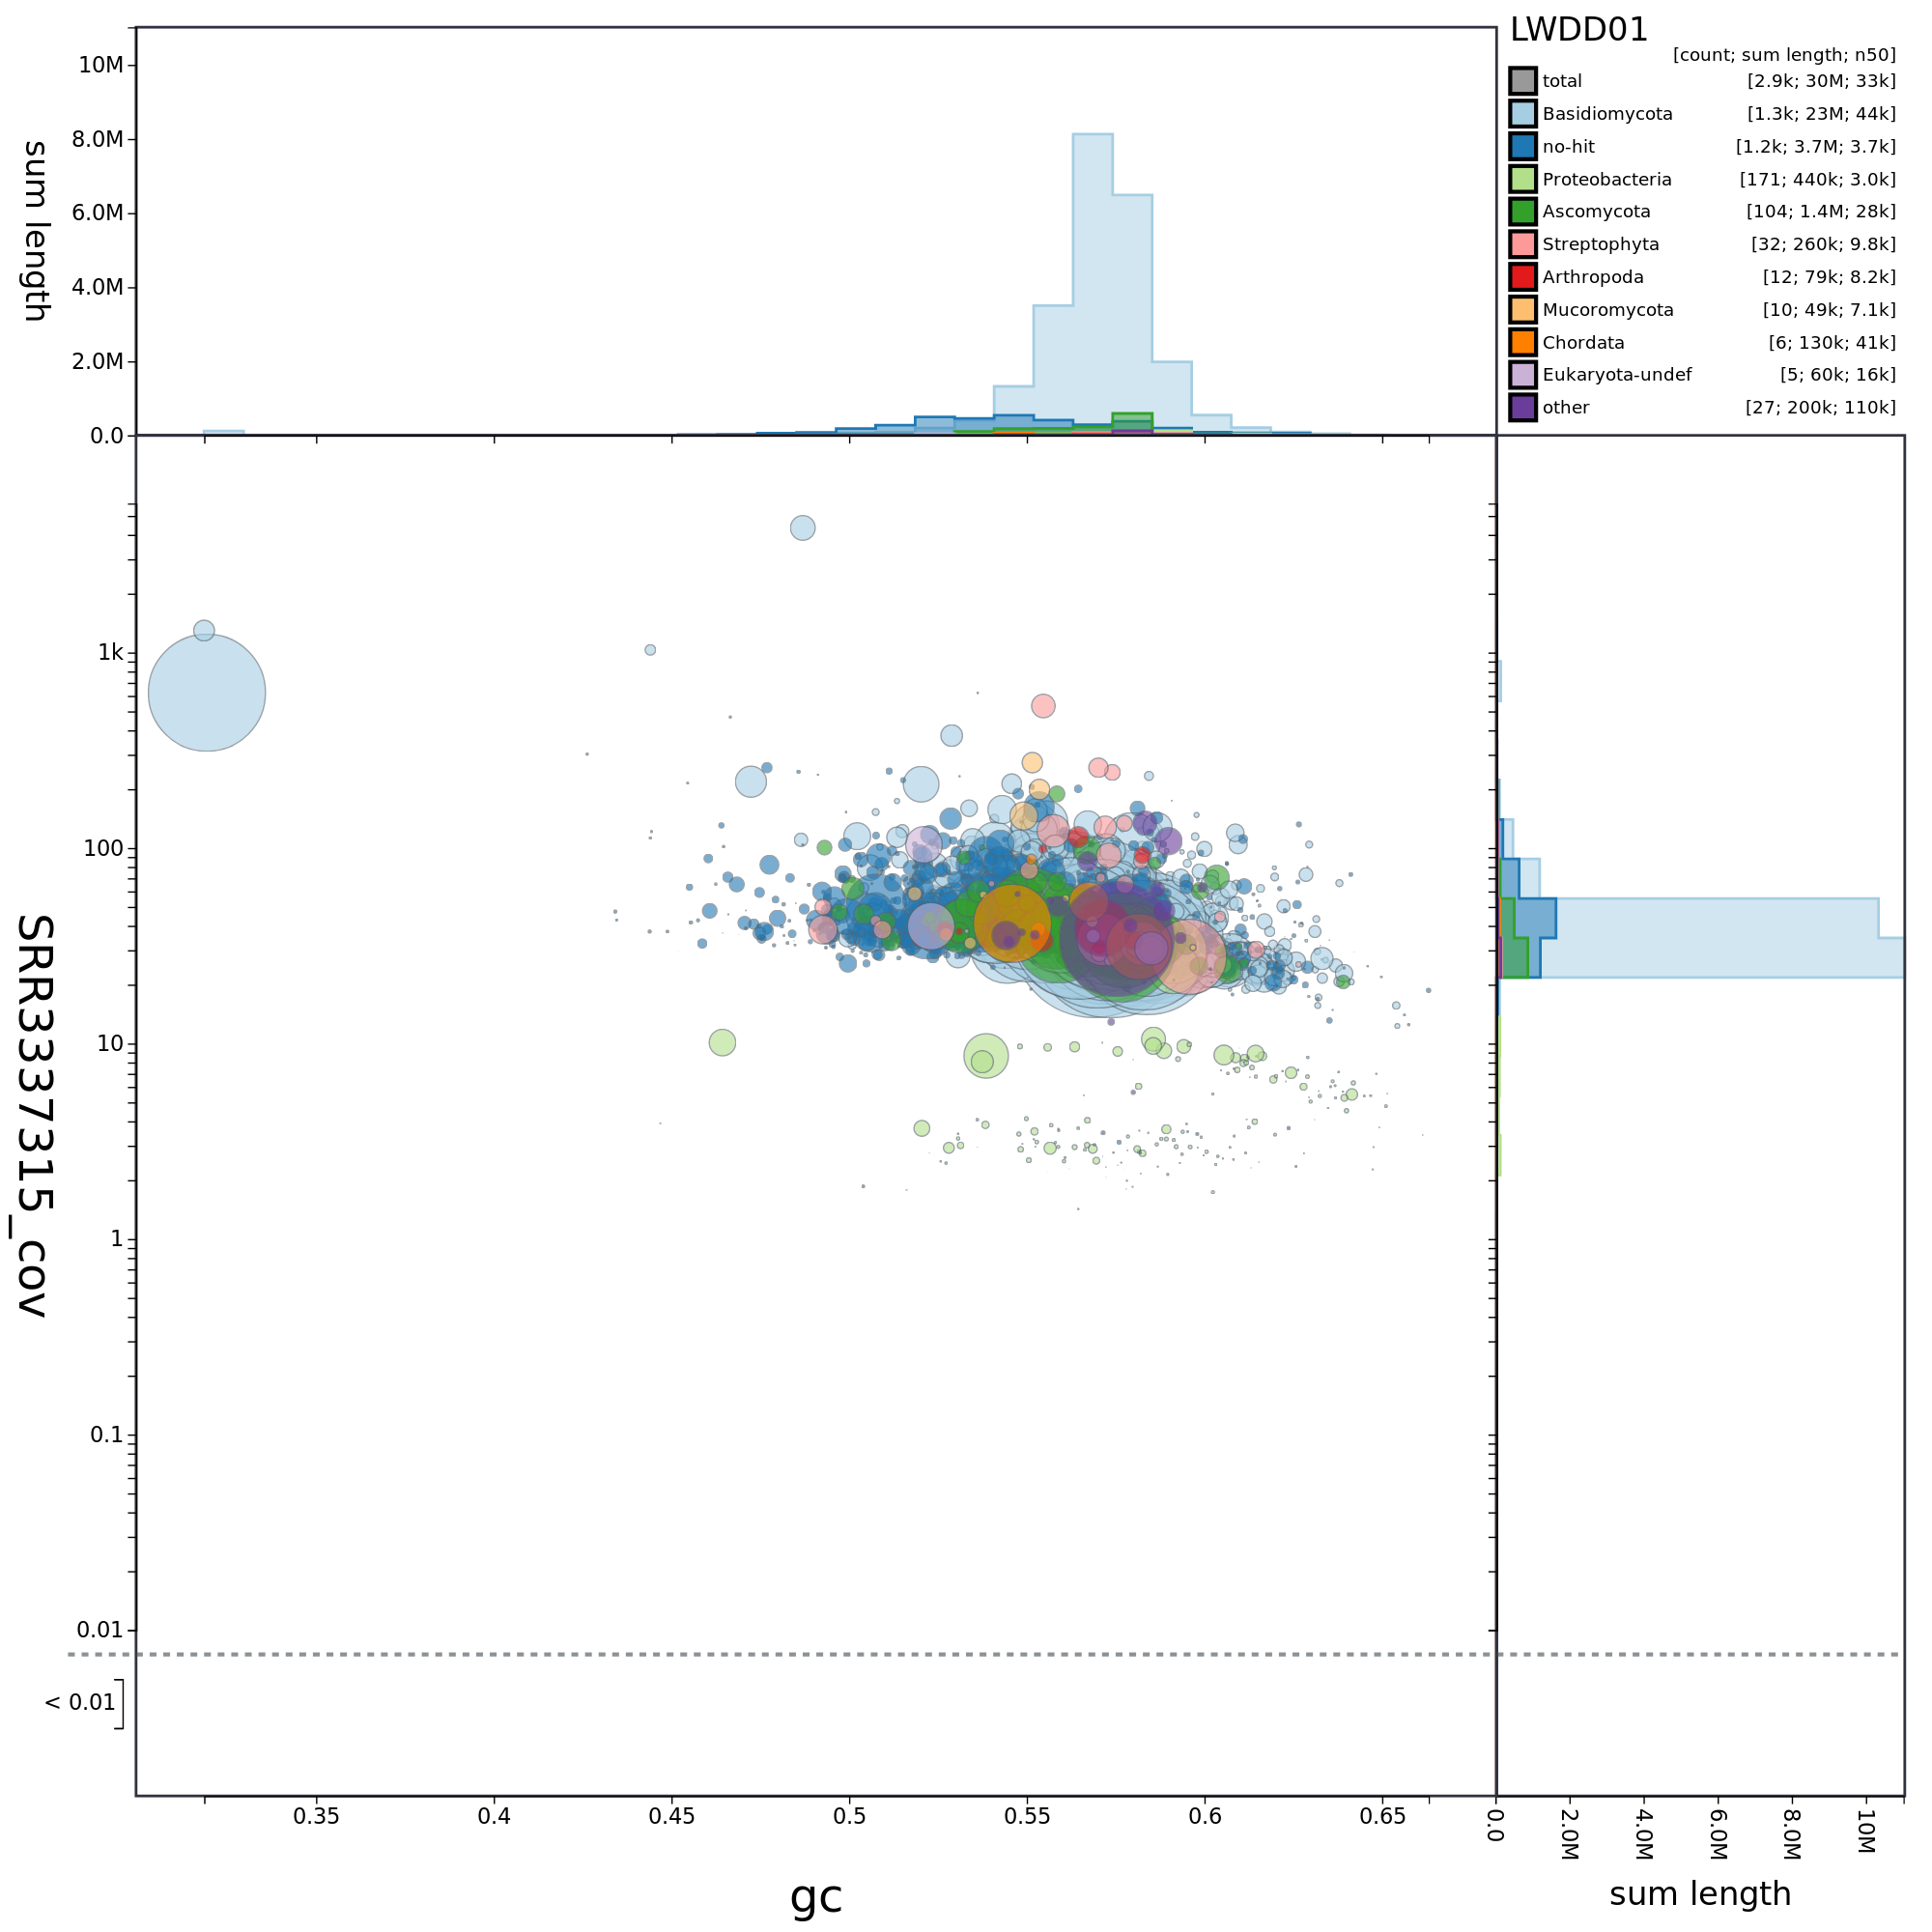 LWDD01
[count; sum length; n50]
total [2.9k; 30M; 33k]
Basidiomycota [1.3k; 23M; 44k]
no-hit [1.2k; 3.7M; 3.7k]
Proteobacteria [171; 440k; 3.0k]
Ascomycota [104; 1.4M; 28k]
Streptophyta [32; 260k; 9.8k]
Arthropoda [12; 79k; 8.2k]
Mucoromycota [10; 49k; 7.1k]
Chordata [6; 130k; 41k]
Eukaryota-undef [5; 60k; 16k]
other [27; 200k; 110k]
sum length
10M
8.0M
6.0M
4.0M
2.0M
0.0
SRR3337315_cov
1k
100
10
1
0.1
0.01
< 0.01
0.35 0.4 0.45 0.5 0.55 0.6 0.65
gc
0.0 2.0M 4.0M 6.0M 8.0M 10M
sum length